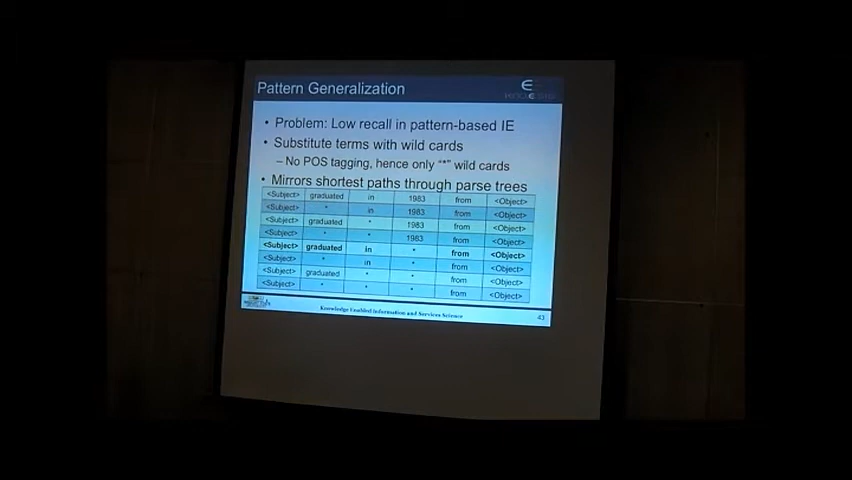 Pattern Generalization
• Problem: Low recall in pattern-based IE
• Substitute terms with wild cards
– No POS tagging, hence only "*" wild cards
• Mirrors shortest paths through parse trees
<Subject> graduated in 1983 from <Object>
<Subject> * in 1983 from <Object>
<Subject> graduated * 1983 from <Object>
<Subject> * * 1983 from <Object>
<Subject> graduated in * from <Object>
<Subject> * in * from <Object>
<Subject> graduated * * from <Object>
<Subject> * * * from <Object>
Knowledge Enabled Information and Services Science
43